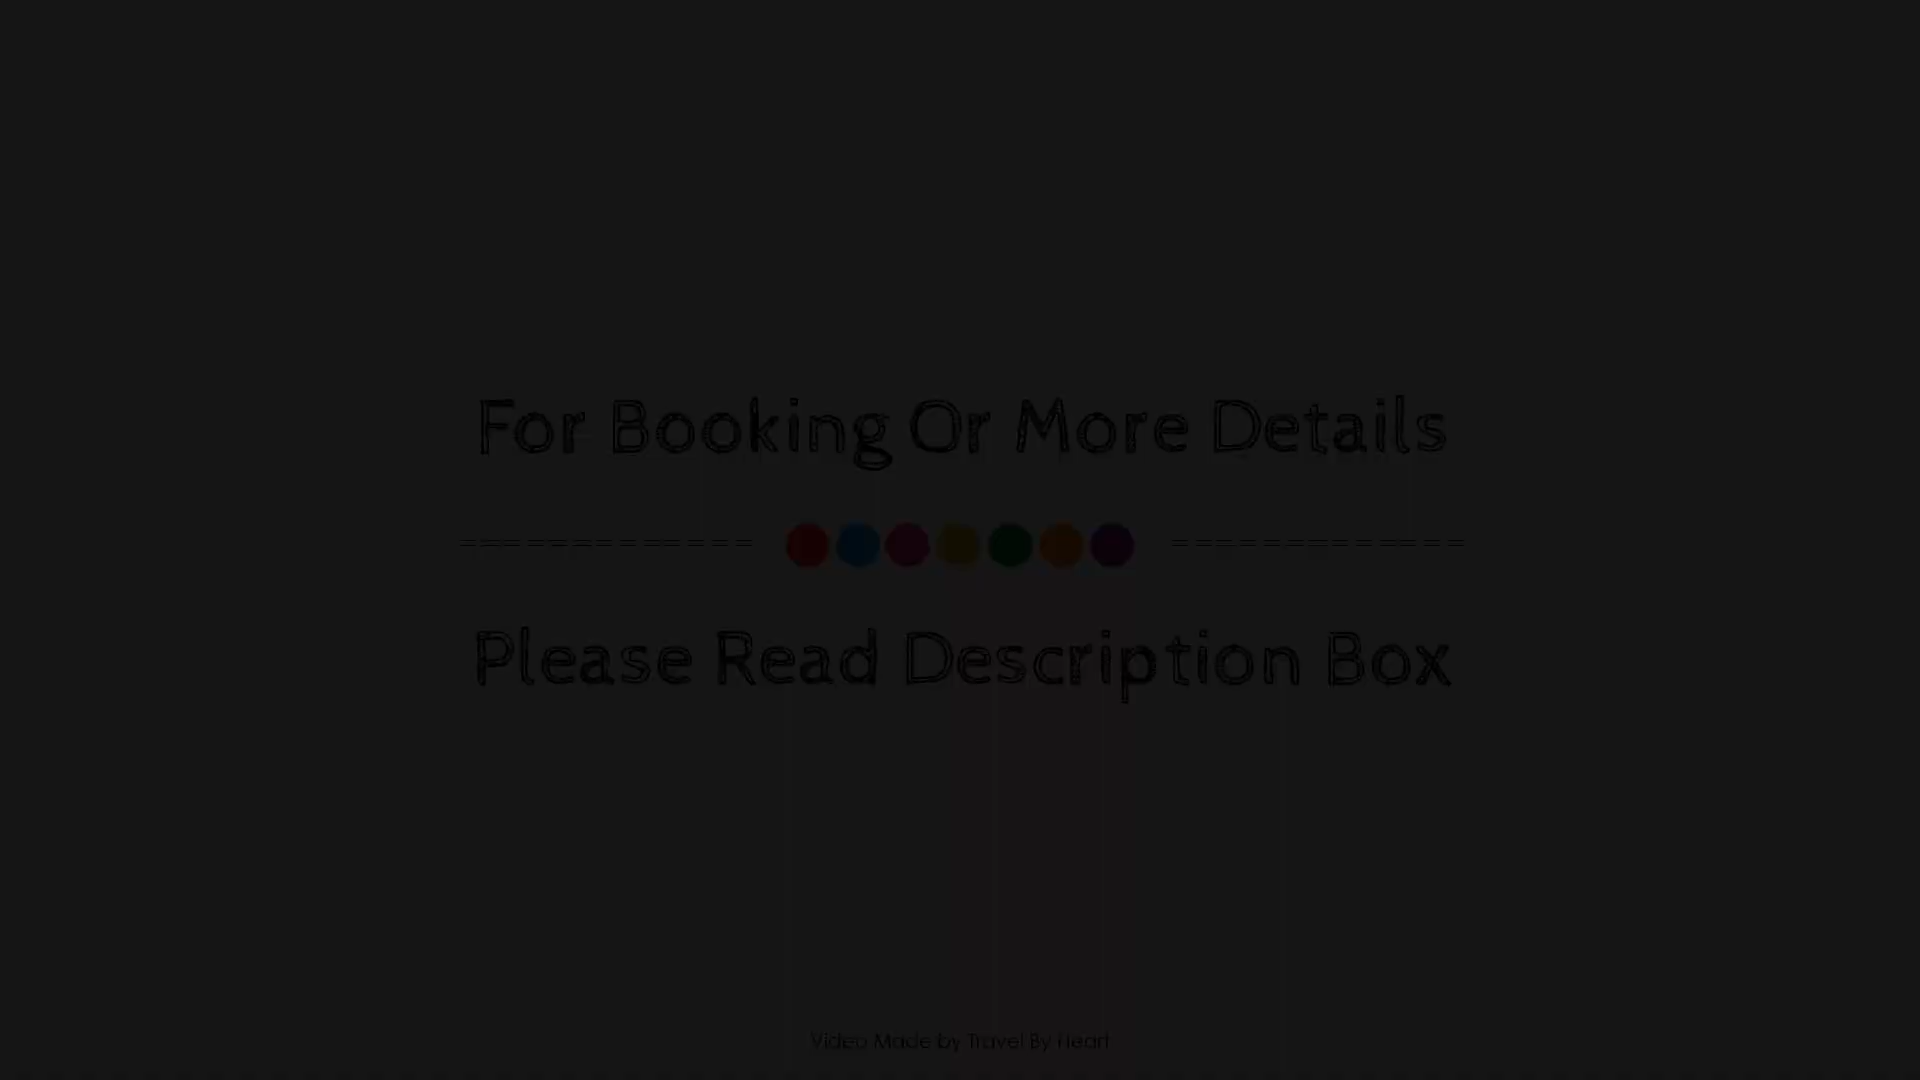 For Booking Or More Details
============= =============
Please Read Description Box
Video Made by Travel By Heart